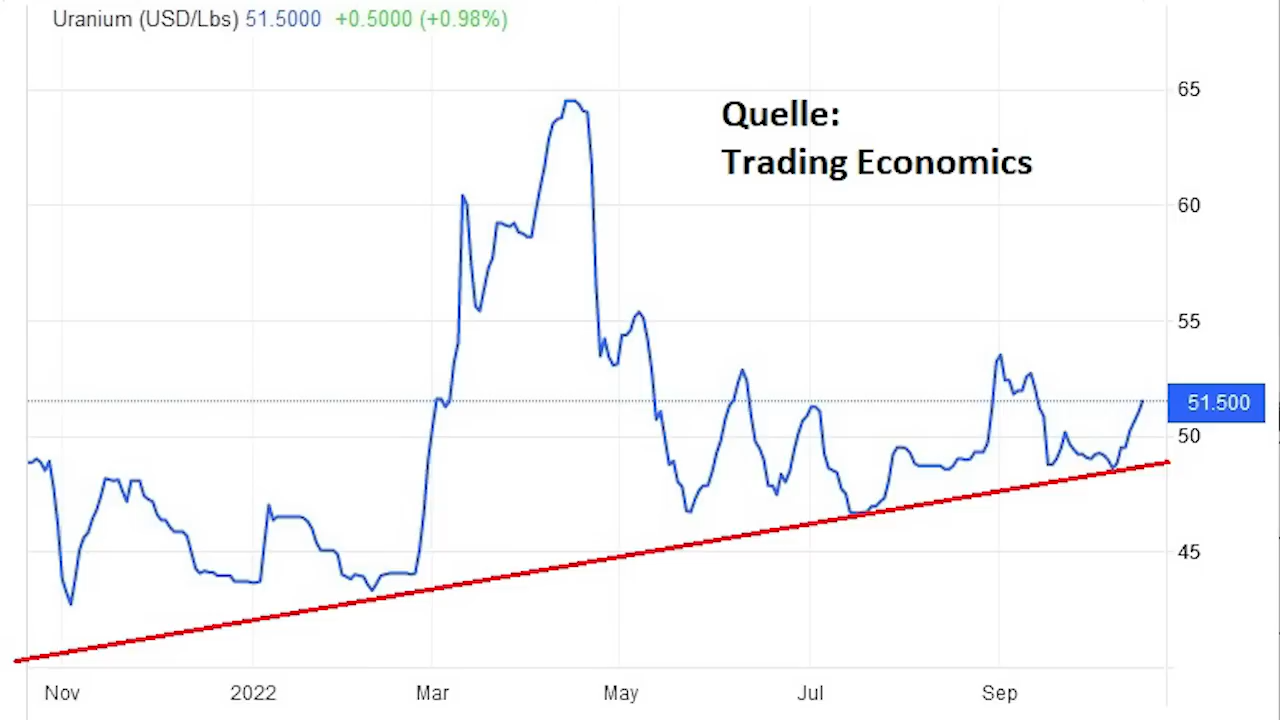 Uranium (USD/Lbs) 51.5000 +0.5000 (+0.98%)
Quelle:
Trading Economics
65
60
55
51.500
50
45
Nov 2022 Mar May Jul Sep